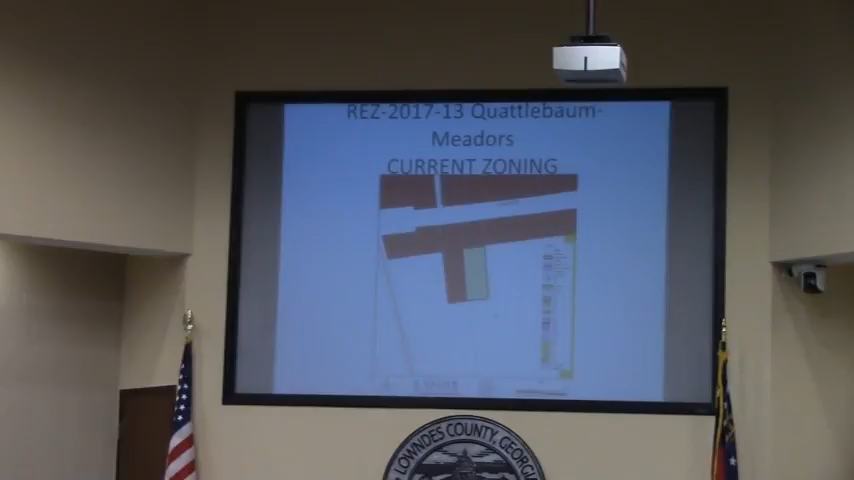 REZ-2017-13 Quattlebaum-
Meadors
CURRENT ZONING
LOWNDES COUNTY, GEORGIA